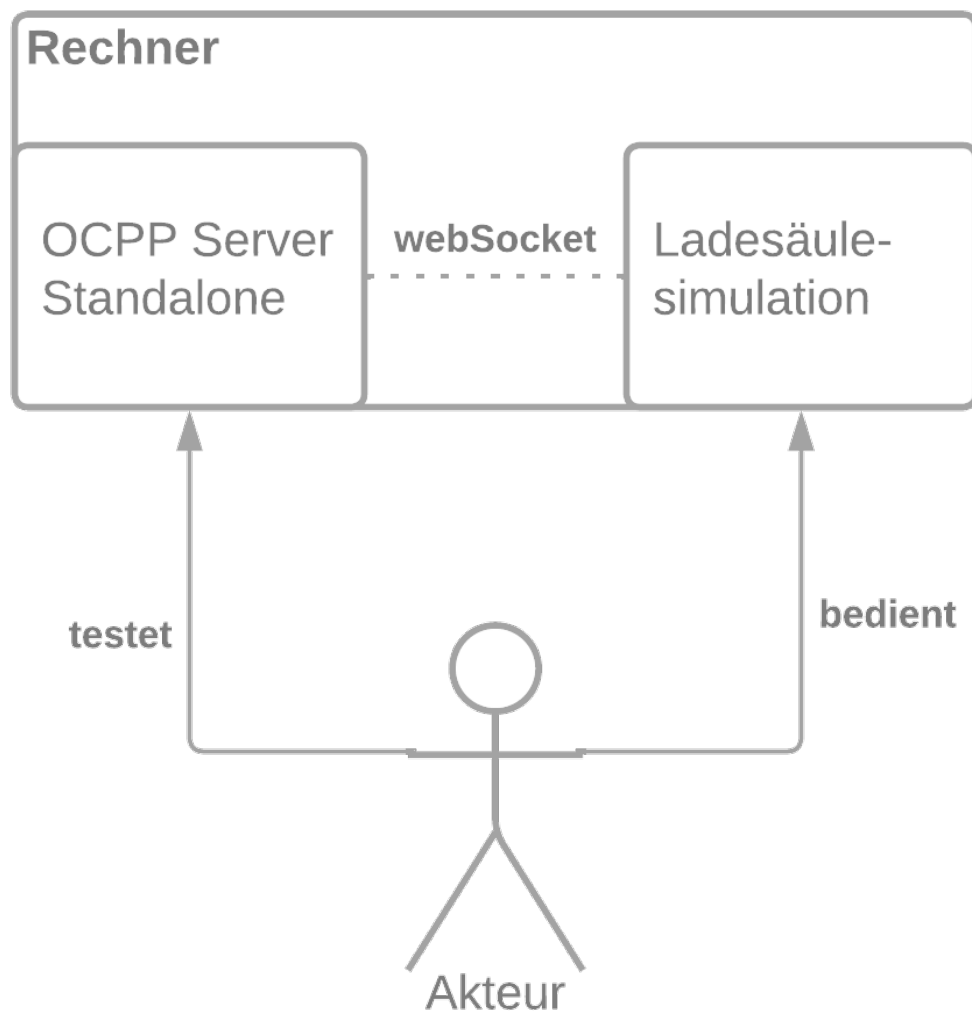 Rechner
OCPP Server
Standalone
webSocket
Ladesäule-
simulation
testet
bedient
Akteur